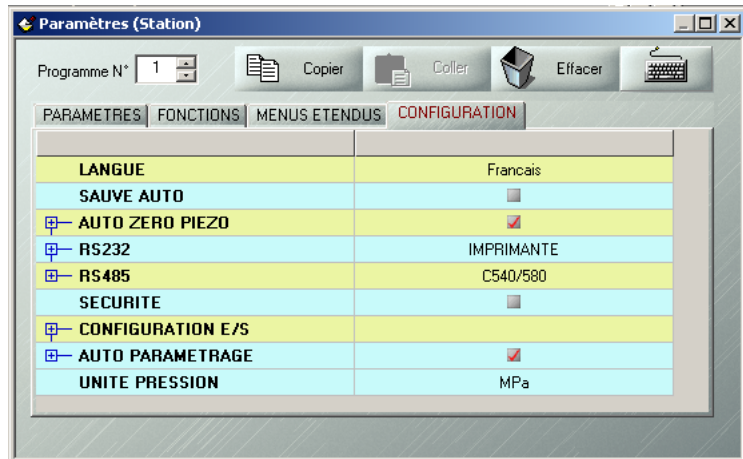 Paramètres (Station)
Programme N° 1 Copier Coller Effacer
PARAMETRES FONCTIONS MENUS ETENDUS CONFIGURATION
LANGUE Francais
SAUVE AUTO
AUTO ZERO PIEZO
RS232 IMPRIMANTE
RS485 C540/580
SECURITE
CONFIGURATION E/S
AUTO PARAMETRAGE
UNITE PRESSION MPa